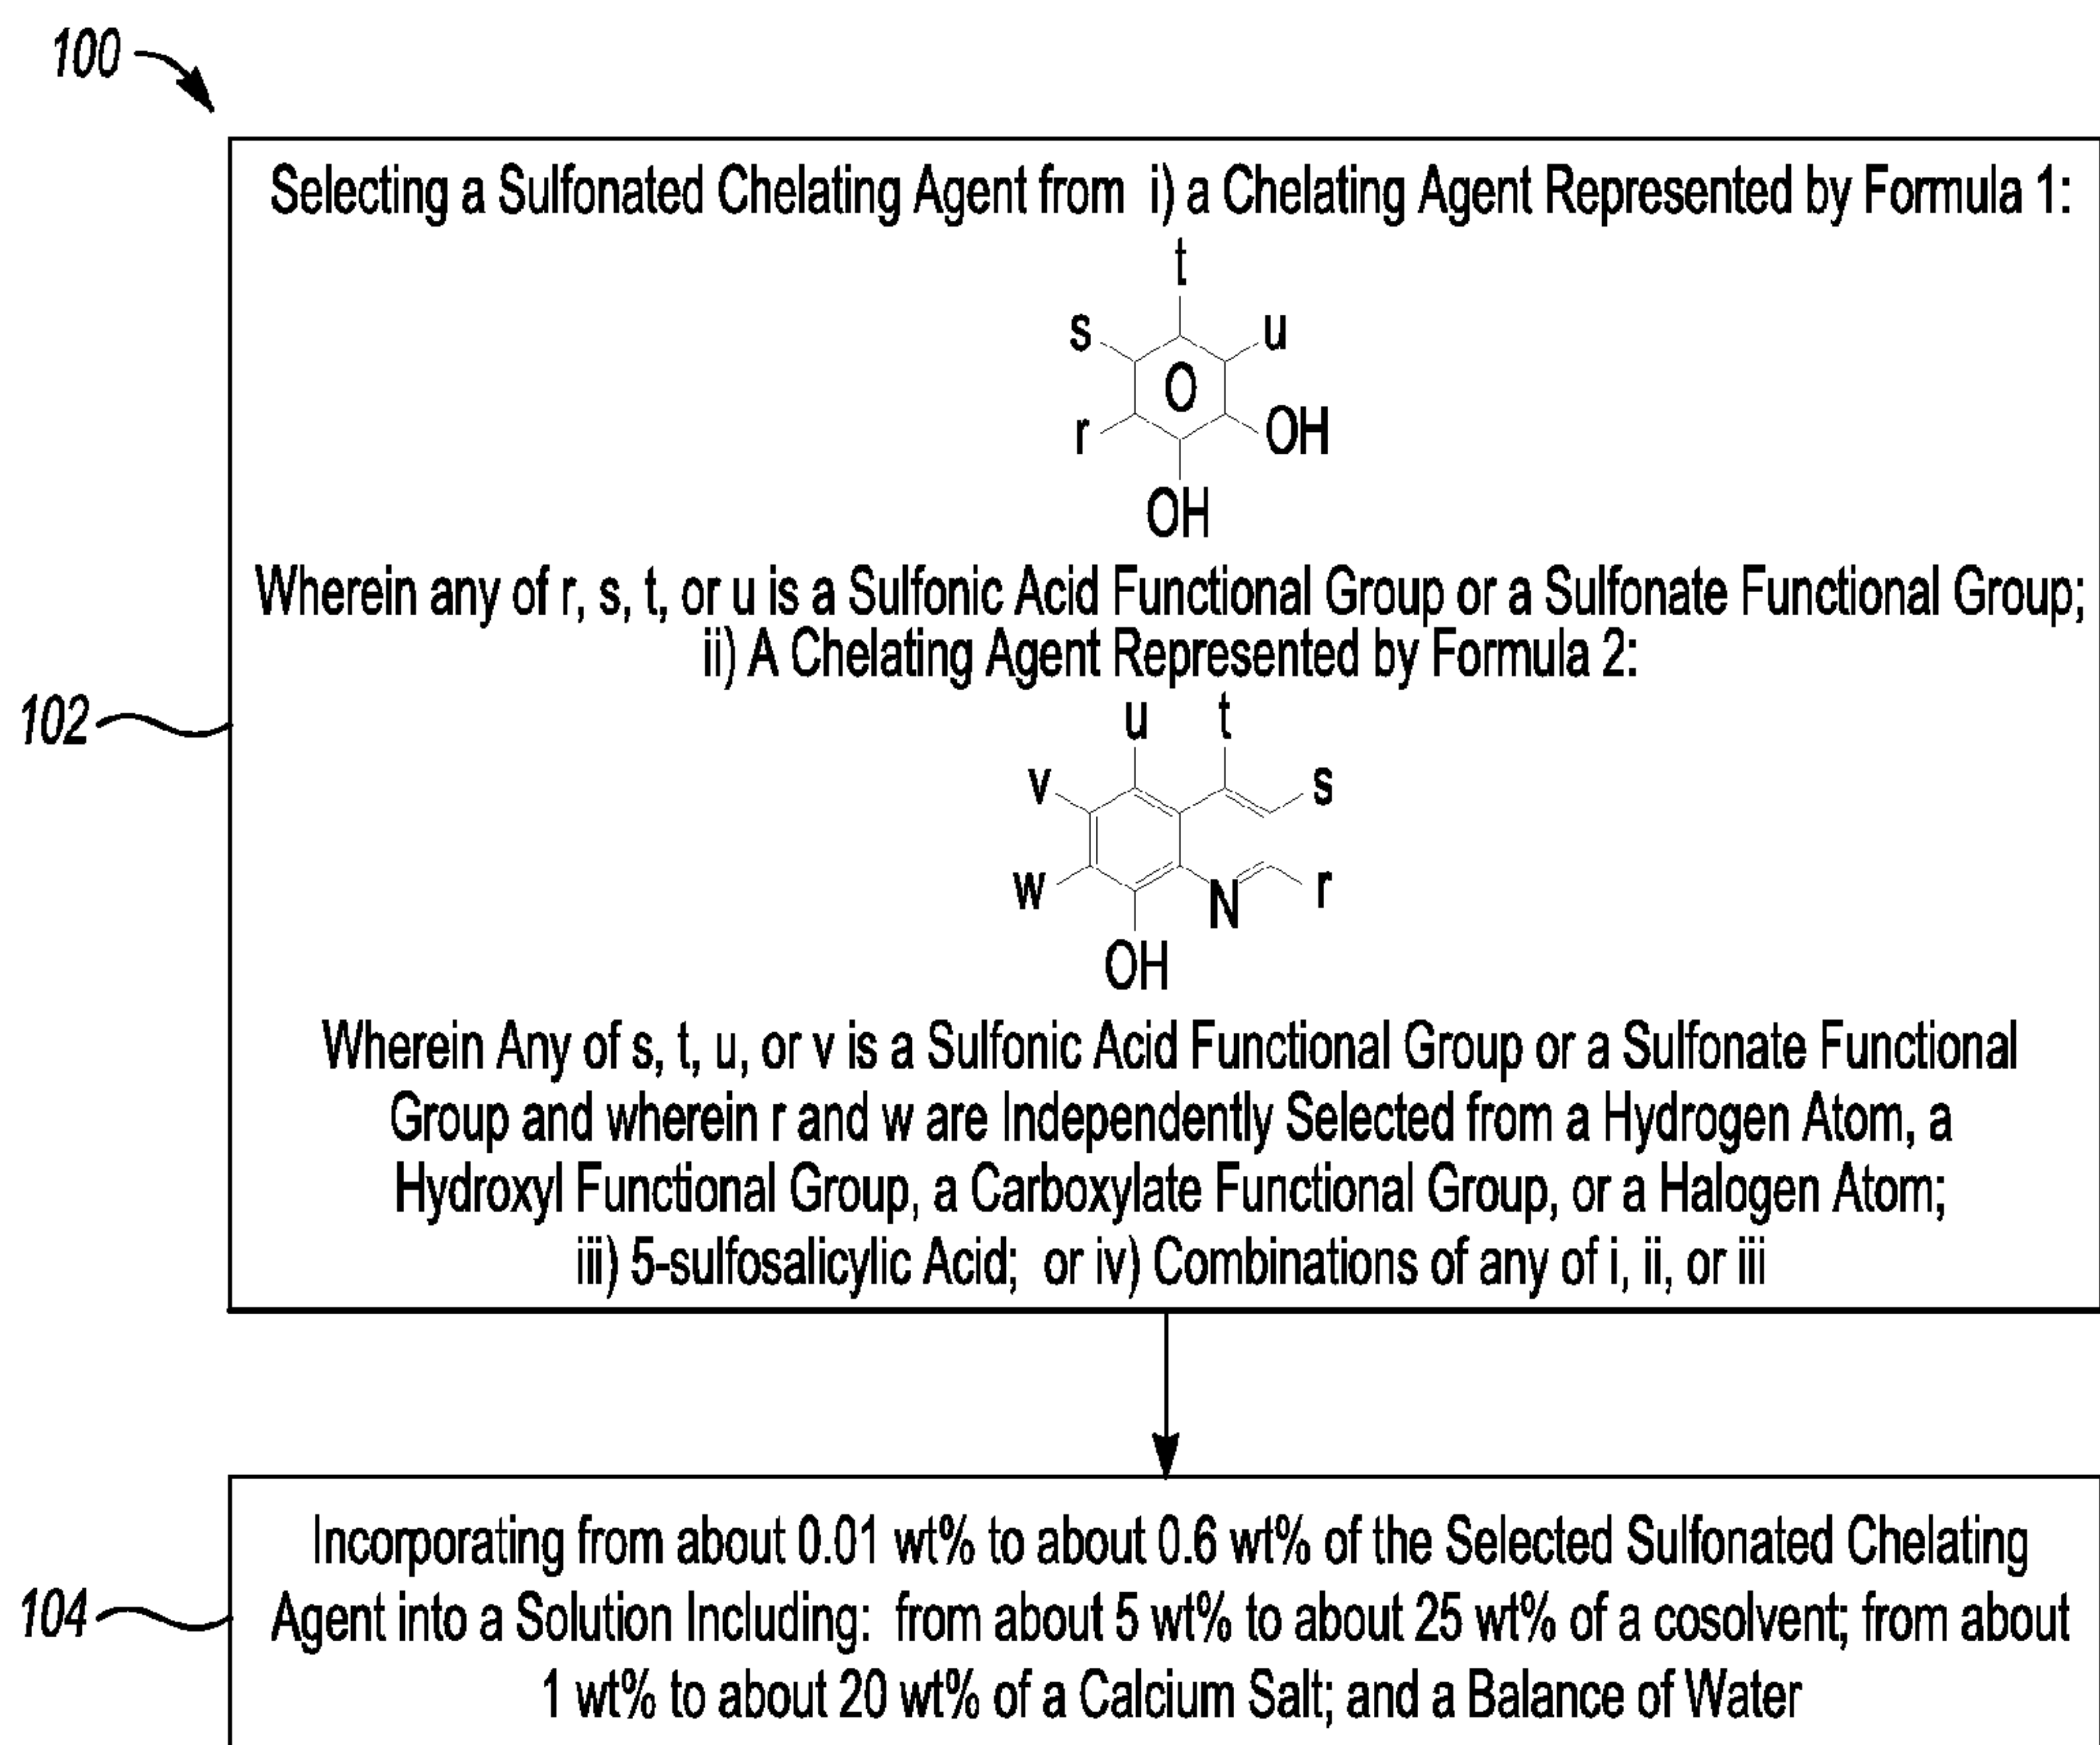 100
Selecting a Sulfonated Chelating Agent from i) a Chelating Agent Represented by Formula 1:
t
s
u
O
r
OH
OH
Wherein any of r, s, t, or u is a Sulfonic Acid Functional Group or a Sulfonate Functional Group;
ii) A Chelating Agent Represented by Formula 2:
102
u
t
v
s
w
N
r
OH
Wherein Any of s, t, u, or v is a Sulfonic Acid Functional Group or a Sulfonate Functional
Group and wherein r and w are Independently Selected from a Hydrogen Atom, a
Hydroxyl Functional Group, a Carboxylate Functional Group, or a Halogen Atom;
iii) 5-sulfosalicylic Acid; or iv) Combinations of any of i, ii, or iii
Incorporating from about 0.01 wt% to about 0.6 wt% of the Selected Sulfonated Chelating
104
Agent into a Solution Including: from about 5 wt% to about 25 wt% of a cosolvent; from about
1 wt% to about 20 wt% of a Calcium Salt; and a Balance of Water